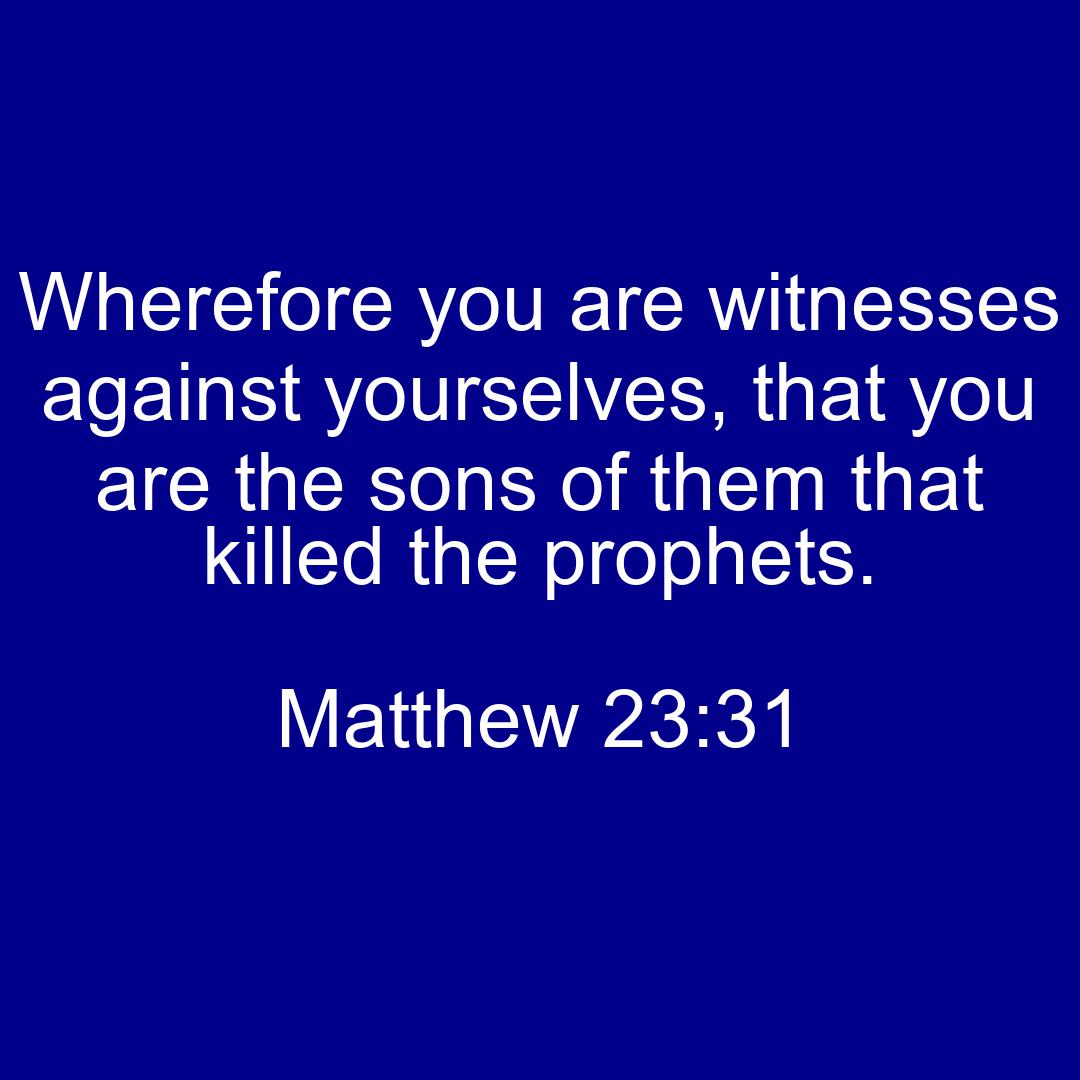 Wherefore you are witnesses
against yourselves, that you
are the sons of them that
killed the prophets.
Matthew 23:31